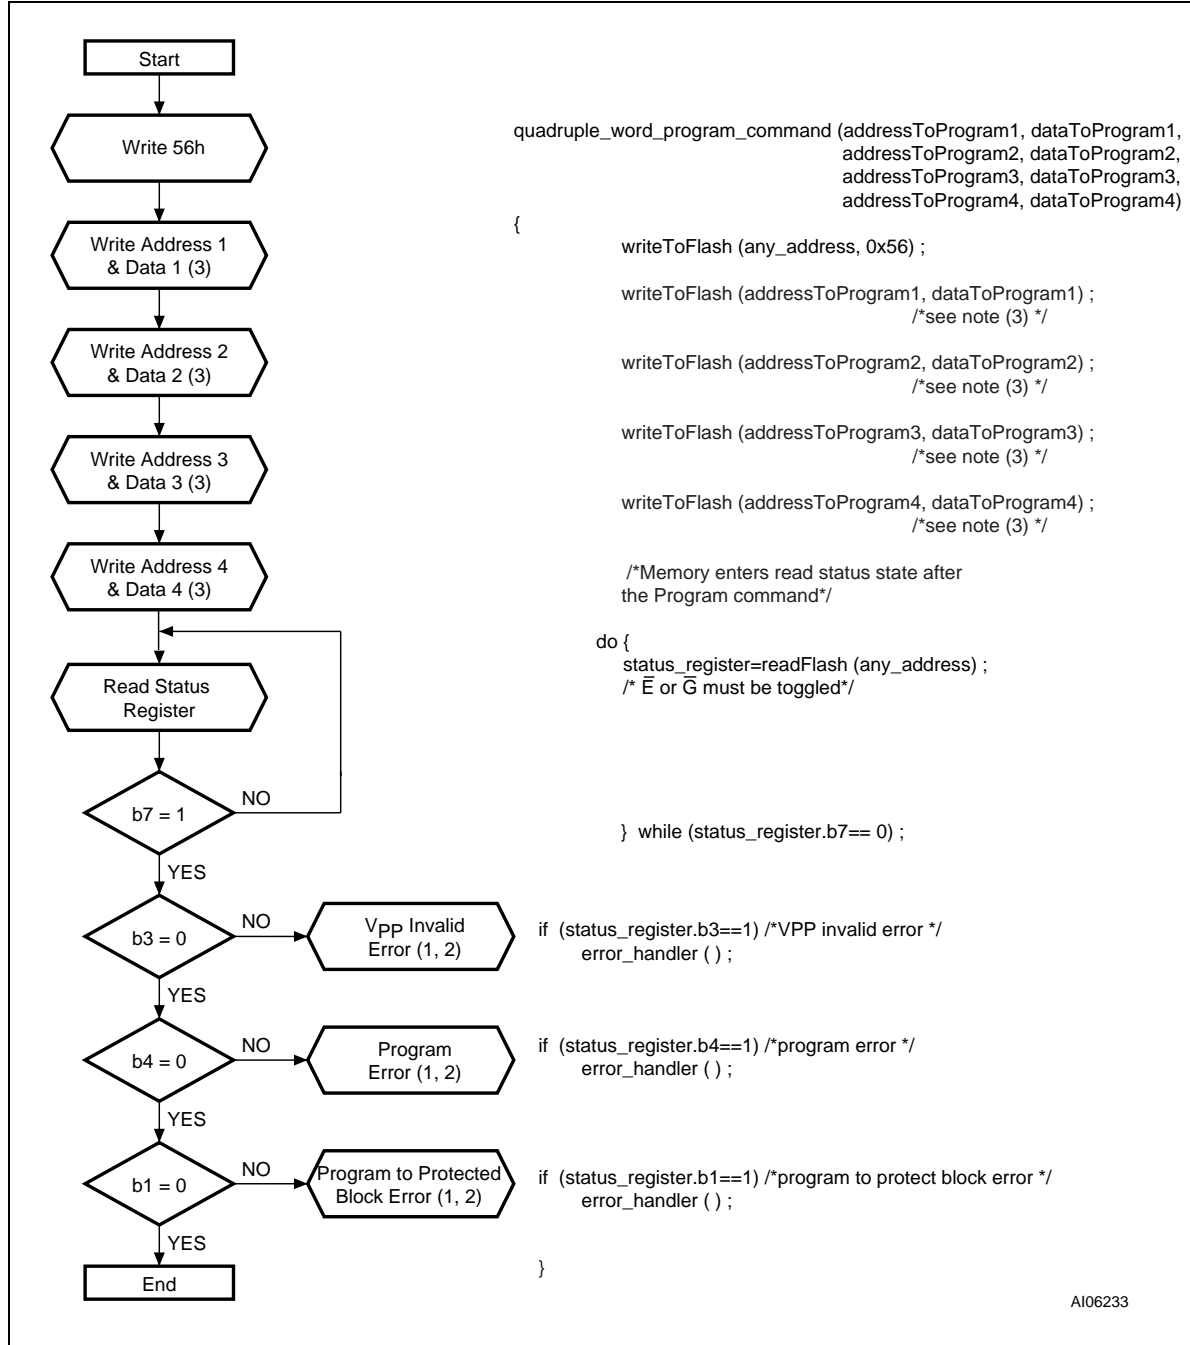 Start
Write 56h
Write Address 1
& Data 1 (3)
Write Address 2
& Data 2 (3)
Write Address 3
& Data 3 (3)
Write Address 4
& Data 4 (3)
Read Status
Register
b7 = 1
NO
YES
b3 = 0
NO
VPP Invalid
Error (1, 2)
YES
b4 = 0
NO
Program
Error (1, 2)
YES
b1 = 0
NO
Program to Protected
Block Error (1, 2)
YES
End
quadruple_word_program_command (addressToProgram1, dataToProgram1,
addressToProgram2, dataToProgram2,
addressToProgram3, dataToProgram3,
addressToProgram4, dataToProgram4)
{
writeToFlash (any_address, 0x56) ;
writeToFlash (addressToProgram1, dataToProgram1) ;
/*see note (3) */
writeToFlash (addressToProgram2, dataToProgram2) ;
/*see note (3) */
writeToFlash (addressToProgram3, dataToProgram3) ;
/*see note (3) */
writeToFlash (addressToProgram4, dataToProgram4) ;
/*see note (3) */
/*Memory enters read status state after
the Program command*/
do {
status_register=readFlash (any_address) ;
/* E̅ or G̅ must be toggled*/
} while (status_register.b7== 0) ;
if (status_register.b3==1) /*VPP invalid error */
error_handler ( ) ;
if (status_register.b4==1) /*program error */
error_handler ( ) ;
if (status_register.b1==1) /*program to protect block error */
error_handler ( ) ;
}
AI06233